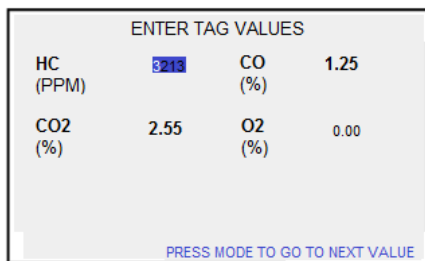 ENTER TAG VALUES
HC 3213 CO 1.25
(PPM) (%)
CO2 2.55 O2 0.00
(%) (%)
PRESS MODE TO GO TO NEXT VALUE